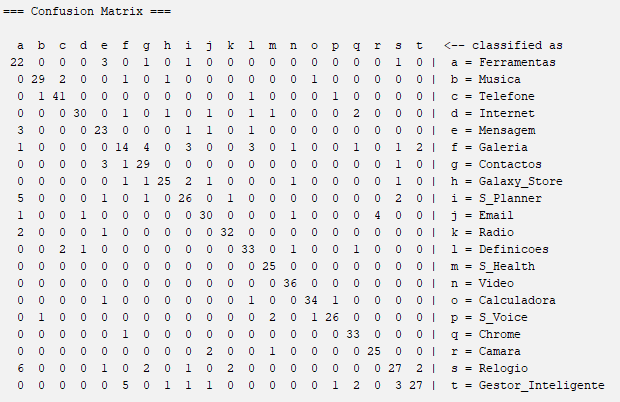 === Confusion Matrix ===
a b c d e f g h i j k l m n o p q r s t <-- classified as
22 0 0 0 3 0 1 0 1 0 0 0 0 0 0 0 0 0 1 0 | a = Ferramentas
0 29 2 0 0 1 0 1 0 0 0 0 0 0 1 0 0 0 0 0 | b = Musica
0 1 41 0 0 0 0 0 0 0 0 1 0 0 0 1 0 0 0 0 | c = Telefone
0 0 0 30 0 1 0 1 0 1 0 1 1 0 0 0 2 0 0 0 | d = Internet
3 0 0 0 23 0 0 0 1 1 0 1 0 0 0 0 0 0 0 0 | e = Mensagem
1 0 0 0 0 14 4 0 3 0 0 3 0 1 0 0 1 0 1 2 | f = Galeria
0 0 0 0 3 1 29 0 0 0 0 0 0 0 0 0 0 0 1 0 | g = Contactos
0 0 0 0 0 1 1 25 2 1 0 0 0 1 0 0 0 0 1 0 | h = Galaxy_Store
5 0 0 0 1 0 1 0 26 0 1 0 0 0 0 0 0 0 2 0 | i = S_Planner
1 0 0 1 0 0 0 0 0 30 0 0 0 1 0 0 0 4 0 0 | j = Email
2 0 0 0 1 0 0 0 0 0 32 0 0 0 0 0 0 0 0 0 | k = Radio
0 0 2 1 0 0 0 0 0 0 0 33 0 1 0 0 1 0 0 0 | l = Definicoes
0 0 0 0 0 0 0 0 0 0 0 0 25 0 0 0 0 0 0 0 | m = S_Health
0 0 0 0 0 0 0 0 0 0 0 0 0 36 0 0 0 0 0 0 | n = Video
0 0 0 0 1 0 0 0 0 0 0 1 0 0 34 1 0 0 0 0 | o = Calculadora
0 1 0 0 0 0 0 0 0 0 0 0 2 0 1 26 0 0 0 0 | p = S_Voice
0 0 0 0 0 1 0 0 0 0 0 0 0 0 0 0 33 0 0 0 | q = Chrome
0 0 0 0 0 0 0 0 0 2 0 0 1 0 0 0 0 25 0 0 | r = Camara
6 0 0 0 1 0 2 0 1 0 2 0 0 0 0 0 0 0 27 2 | s = Relogio
0 0 0 0 0 5 0 1 1 1 0 0 0 0 0 1 2 0 3 27 | t = Gestor_Inteligente